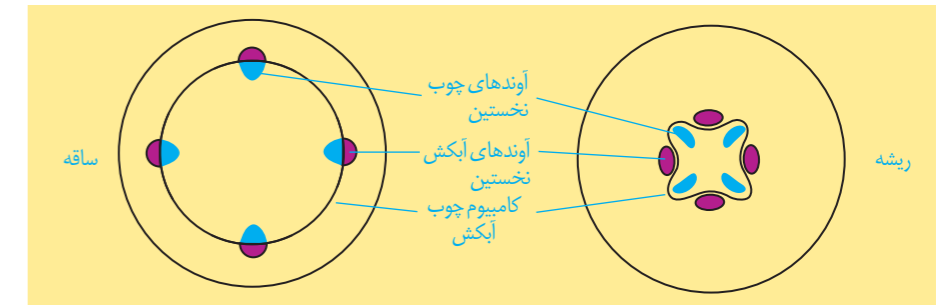 آوندهای چوب
نخستین
آوندهای آبکش
نخستین
کامبیوم چوب
آبکش
ریشه
ساقه